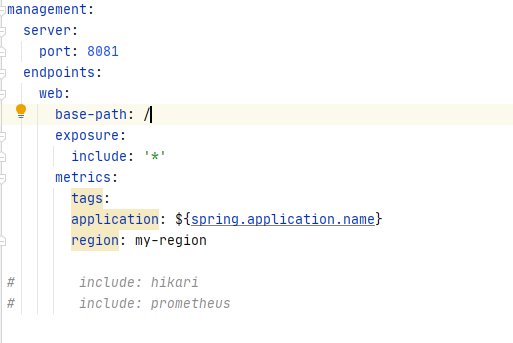 management:
  server:
    port: 8081
  endpoints:
    web:
      base-path: /
      exposure:
        include: '*'
      metrics:
        tags:
        application: ${spring.application.name}
        region: my-region
#        include: hikari
#        include: prometheus